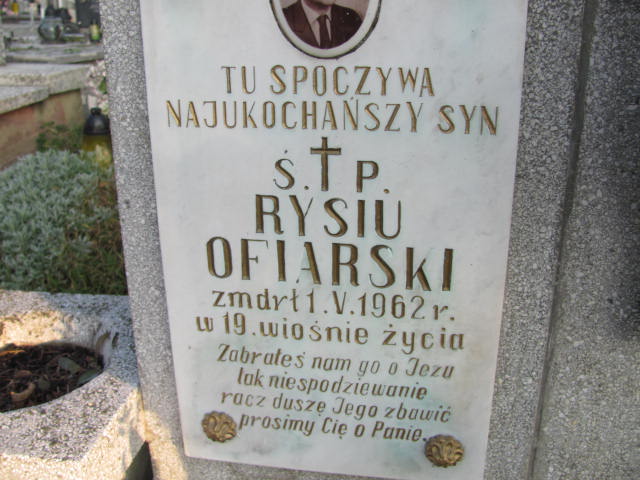 TU SPOCZYWA
NAJUKOCHAŃSZY SYN
Ś. † P.
RYSIU
OFIARSKI
zmarł 1.V.1962 r.
w 19. wiośnie życia
Zabrałeś nam go o Jezu
tak niespodziewanie
racz duszę Jego zbawić
prosimy Cię o Panie.